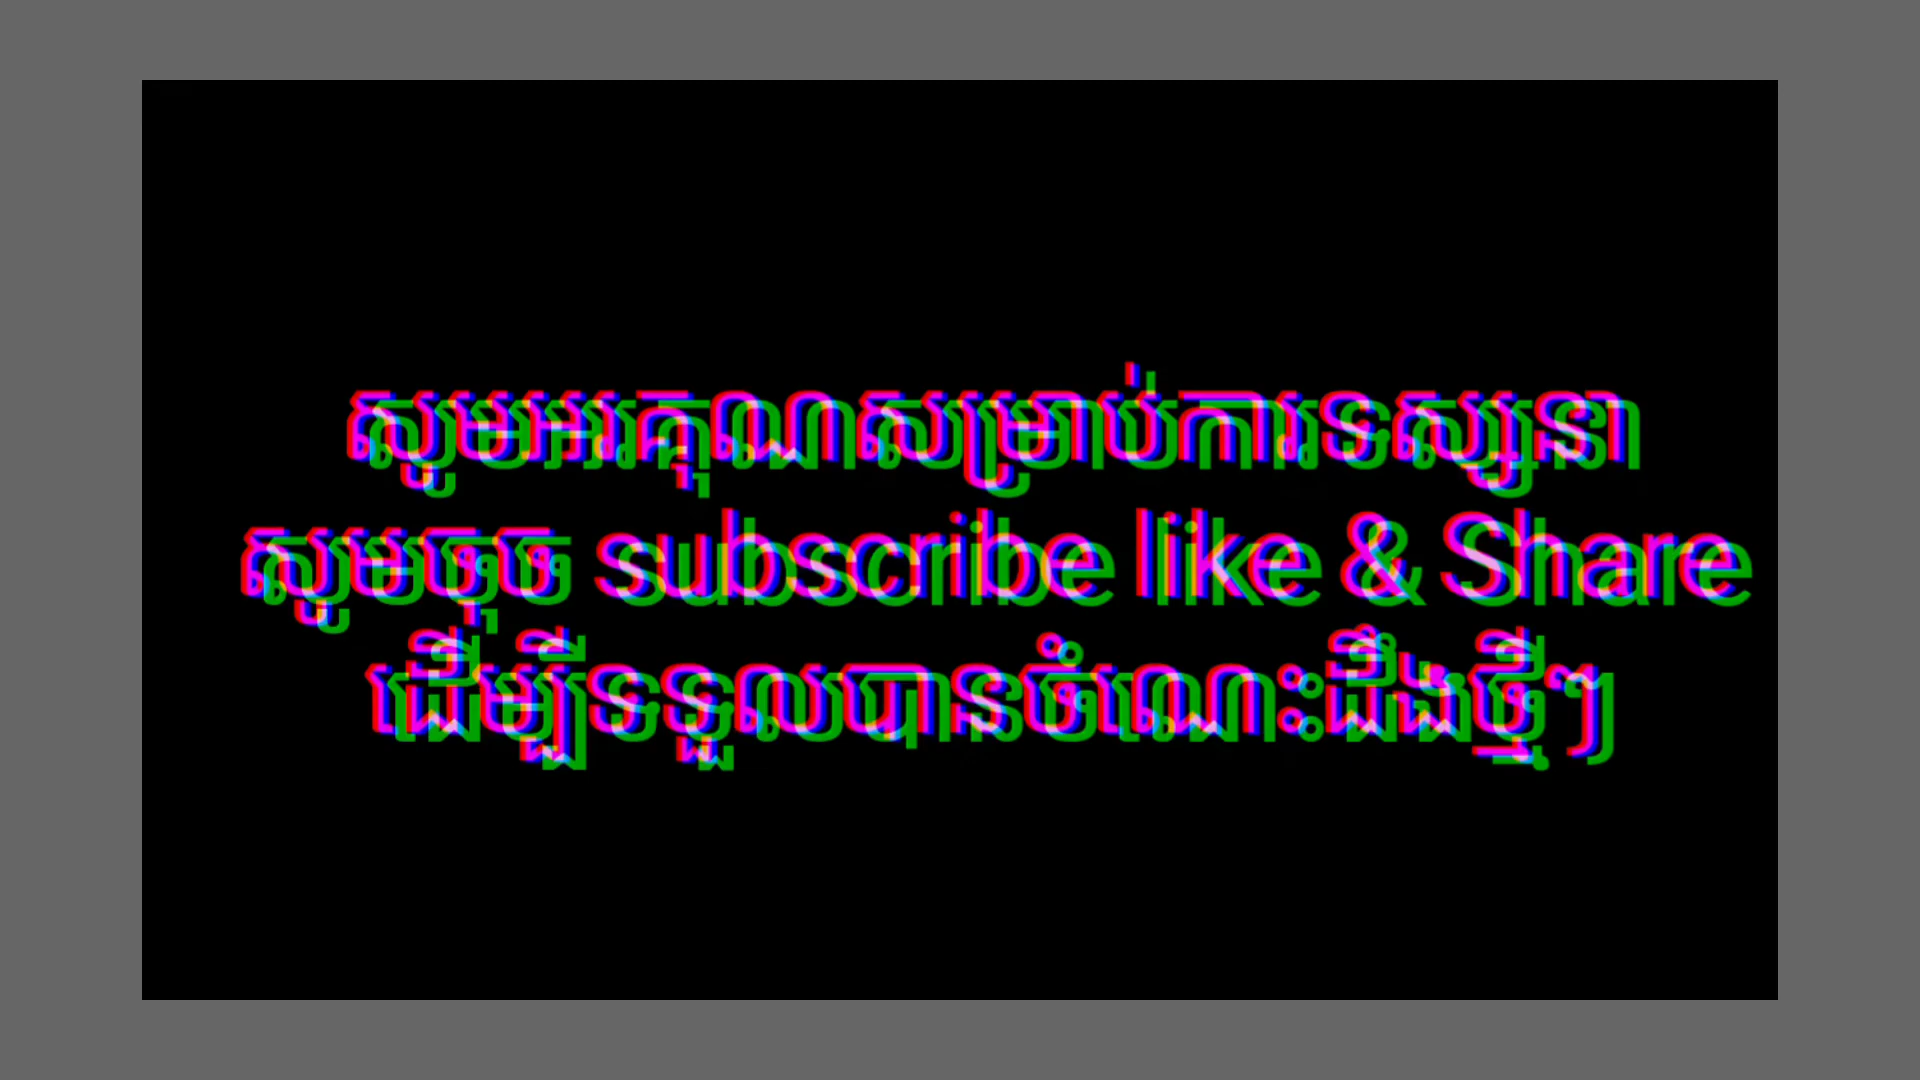 សូមអរគុណសម្រាប់ការទស្សនា
សូមចុច subscribe like & Share
ដើម្បីទទួលបានចំណេះដឹងថ្មីៗ